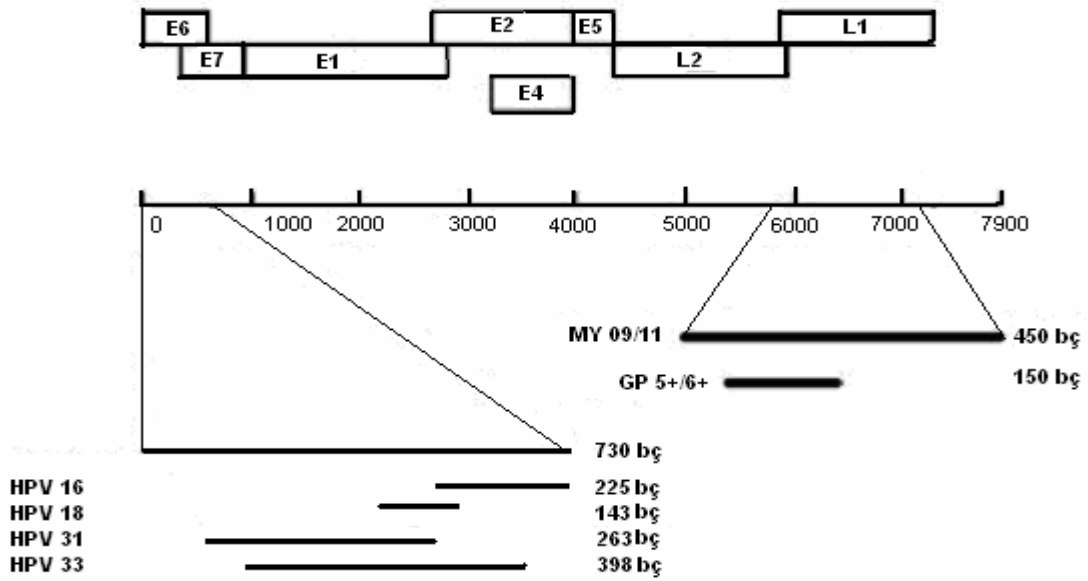 E6 E2 E5 L1
E7 E1 L2
E4
0 1000 2000 3000 4000 5000 6000 7000 7900
MY 09/11 450 bç
GP 5+/6+ 150 bç
730 bç
HPV 16 225 bç
HPV 18 143 bç
HPV 31 263 bç
HPV 33 398 bç